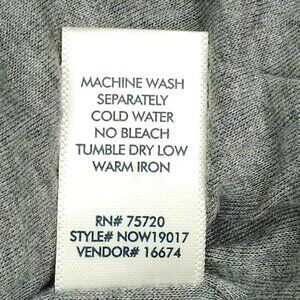 MACHINE WASH
SEPARATELY
COLD WATER
NO BLEACH
TUMBLE DRY LOW
WARM IRON
RN# 75720
STYLE# NOW19017
VENDOR# 16674